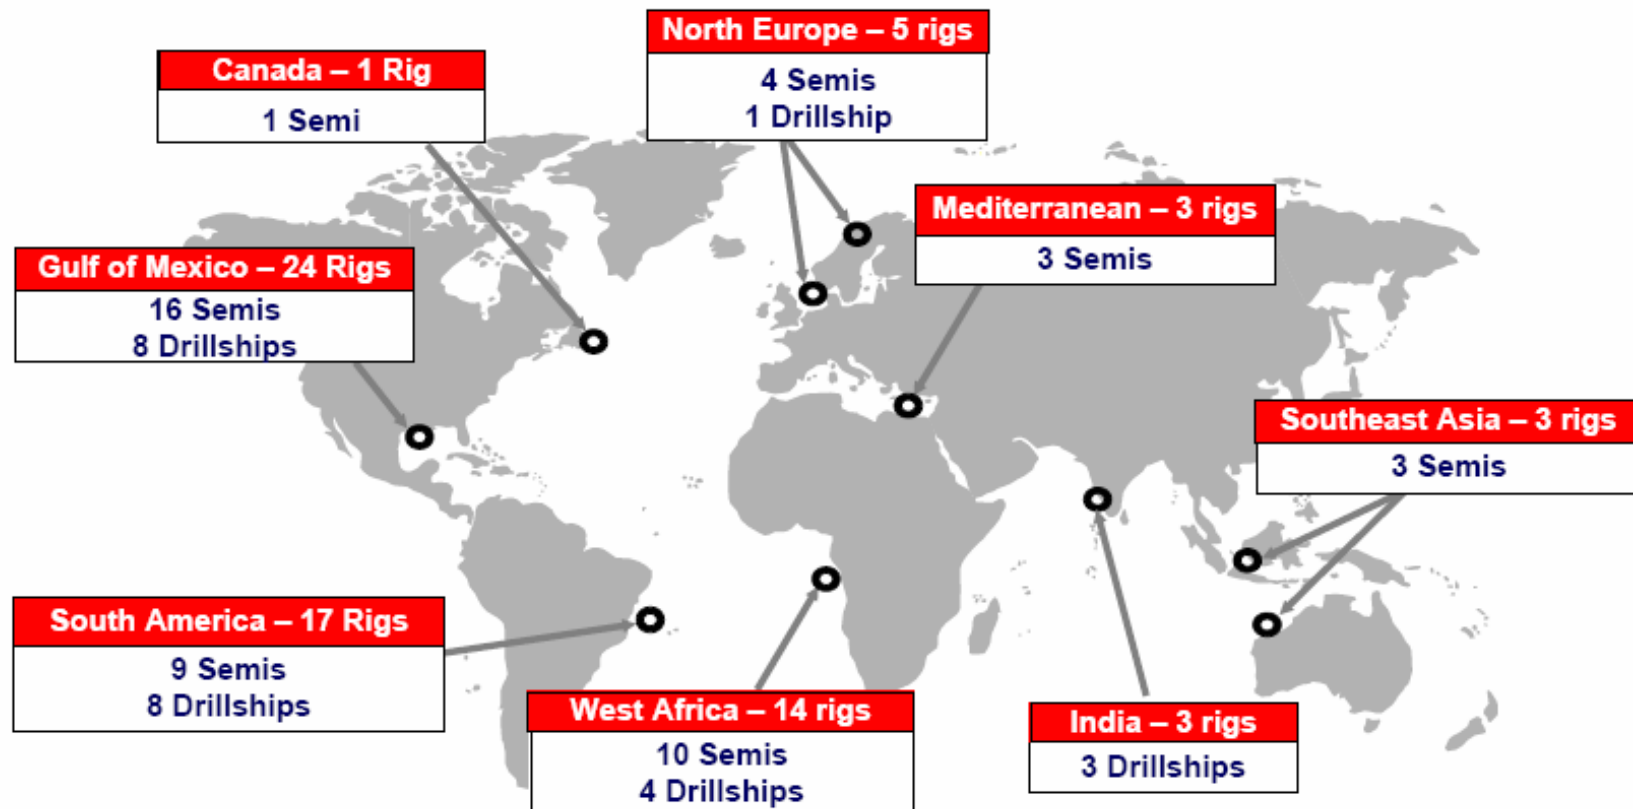 North Europe – 5 rigs
4 Semis
1 Drillship
Canada – 1 Rig
1 Semi
Mediterranean – 3 rigs
3 Semis
Gulf of Mexico – 24 Rigs
16 Semis
8 Drillships
Southeast Asia – 3 rigs
3 Semis
South America – 17 Rigs
9 Semis
8 Drillships
West Africa – 14 rigs
10 Semis
4 Drillships
India – 3 rigs
3 Drillships